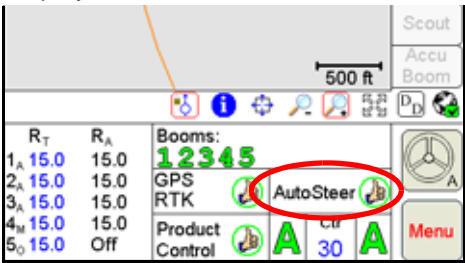 Scout
Accu
Boom
500 ft
i
DD
RT RA
1A 15.0 15.0
2A 15.0 15.0
3A 15.0 15.0
4M 15.0 15.0
5O 15.0 Off
Booms:
12345
GPS
RTK
AutoSteer
Product
Control
A
Ctr
30
A
A
Menu